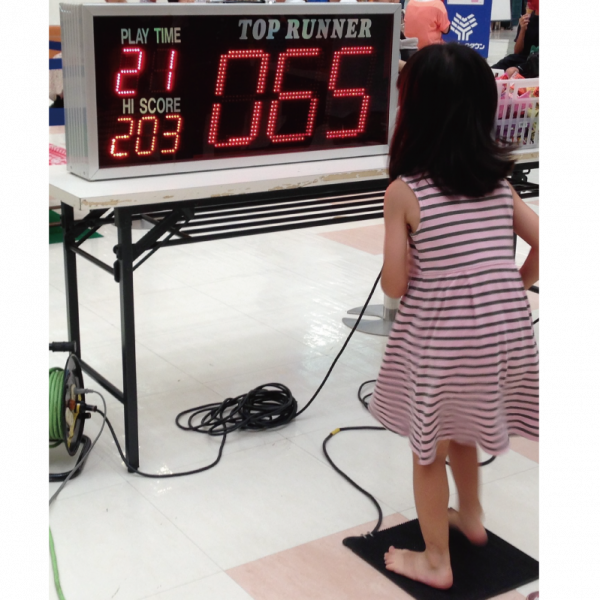 PLAY TIME
TOP RUNNER
21
065
HI SCORE
203